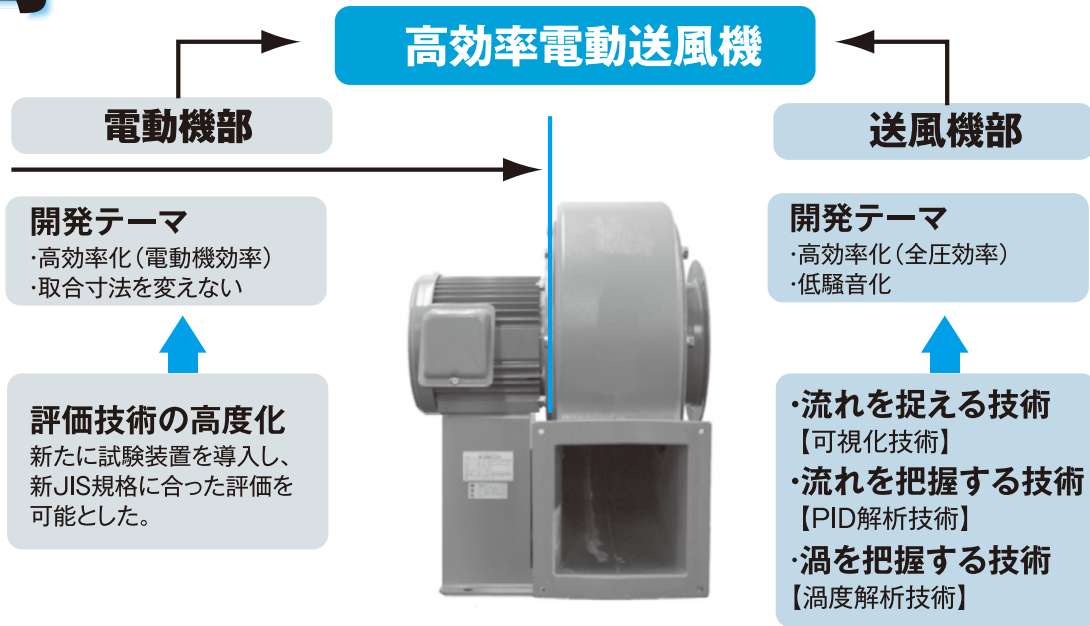 高効率電動送風機
電動機部
開発テーマ
・高効率化（電動機効率）
・取合寸法を変えない
評価技術の高度化
新たに試験装置を導入し、
新JIS規格に合った評価を
可能とした。
送風機部
開発テーマ
・高効率化（全圧効率）
・低騒音化
・流れを捉える技術
【可視化技術】
・流れを把握する技術
【PID解析技術】
・渦を把握する技術
【渦度解析技術】